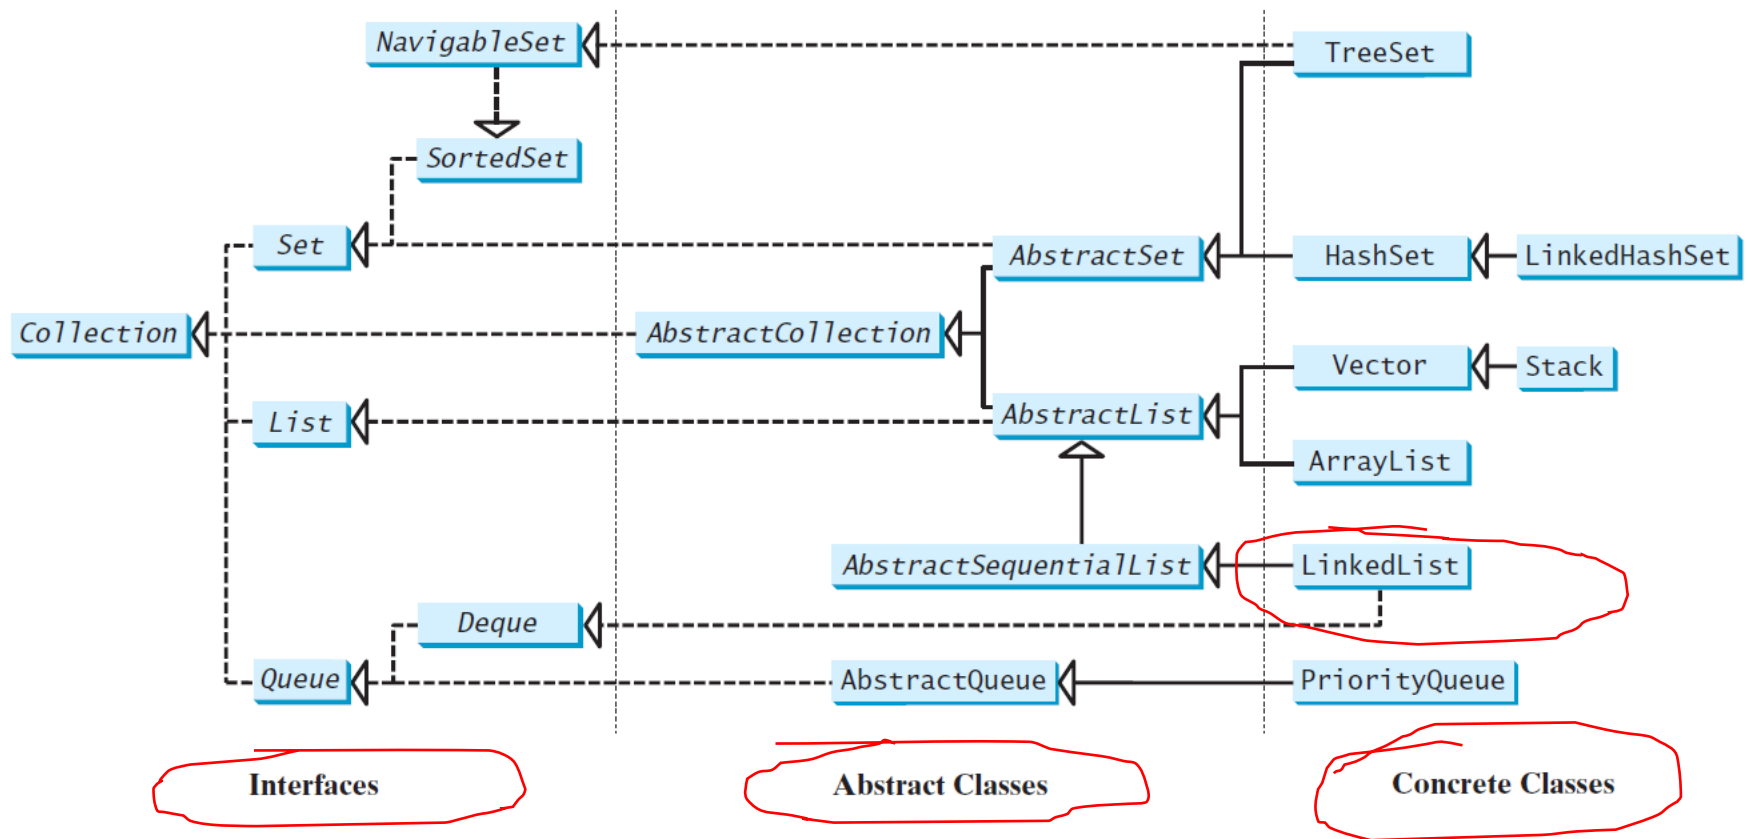 NavigableSet
TreeSet
SortedSet
Set
AbstractSet
HashSet
LinkedHashSet
Collection
AbstractCollection
Vector
Stack
List
AbstractList
ArrayList
AbstractSequentialList
LinkedList
Deque
Queue
AbstractQueue
PriorityQueue
Interfaces
Abstract Classes
Concrete Classes